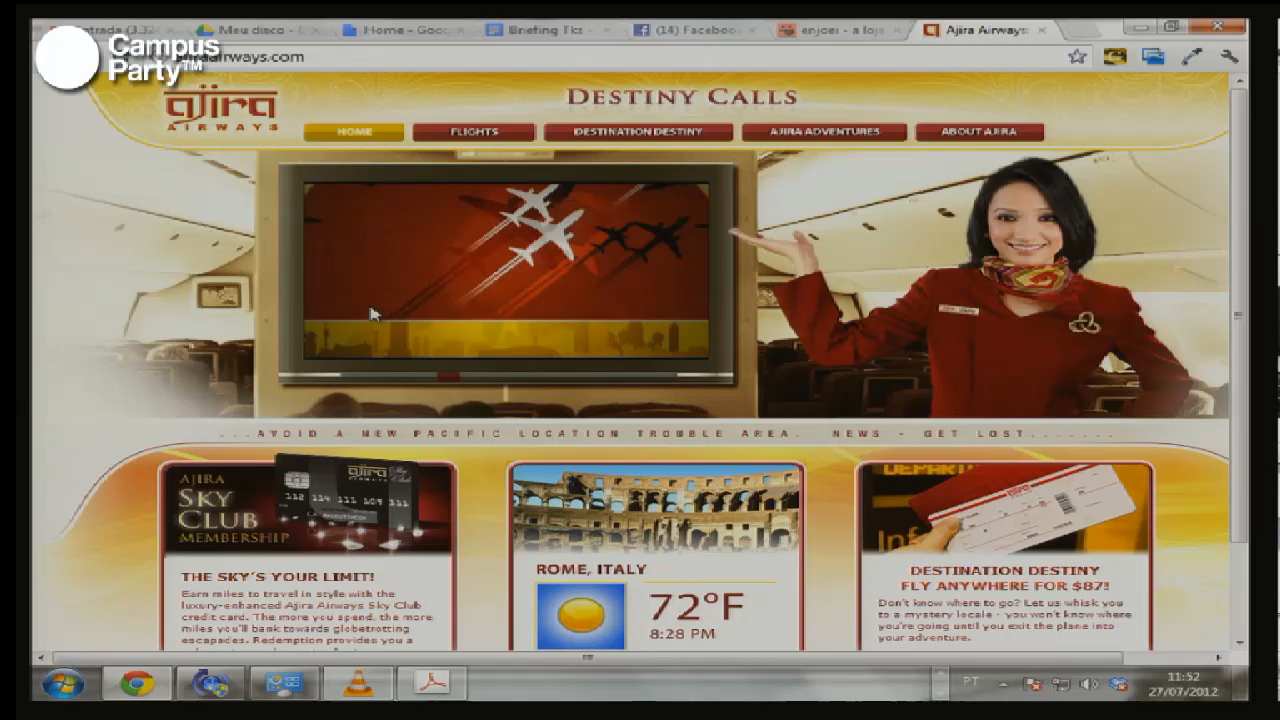 Campus
Party™
Meu disco - G
Home - Goog
Briefing Tks -
(14) Faceboo
enjoei - a loja
Ajira Airways
airways.com
ajira
AIRWAYS
DESTINY CALLS
HOME
FLIGHTS
DESTINATION DESTINY
AJIRA ADVENTURES
ABOUT AJIRA
...AVOID A NEW PACIFIC LOCATION TROUBLE AREA. NEWS - GET LOST.......
AJIRA
SKY
CLUB
MEMBERSHIP
ajira
THE SKY'S YOUR LIMIT!
Earn miles to travel in style with the
luxury-enhanced Ajira Airways Sky Club
credit card. The more you spend, the more
miles you'll bank towards globetrotting
escapades. Redemption provides you a
ROME, ITALY
72°F
8:28 PM
DEPART
Inf
DESTINATION DESTINY
FLY ANYWHERE FOR $87!
Don't know where to go? Let us whisk you
to a mystery locale - you won't know where
you're going until you exit the plane into
your adventure.
PT
11:52
27/07/2012